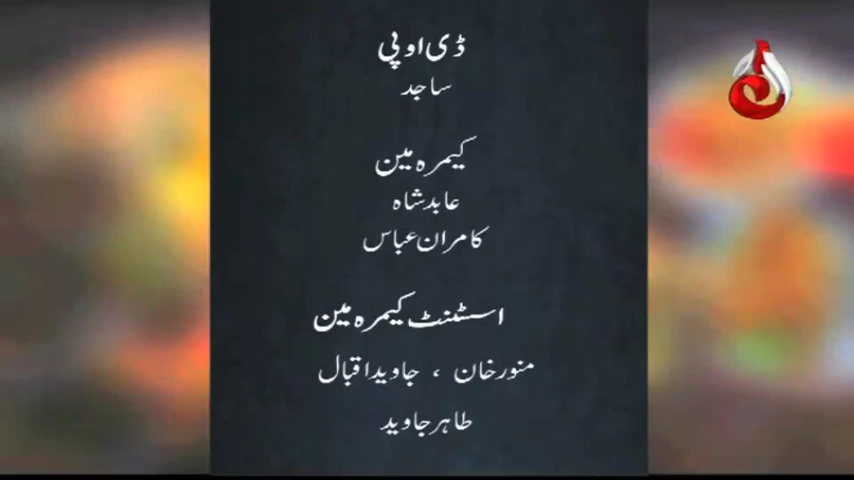 ڈی او پی
ساجد
کیمرہ مین
عابد شاہ
کامران عباس
اسسٹنٹ کیمرہ مین
منور خان ، جاوید اقبال
طاہر جاوید